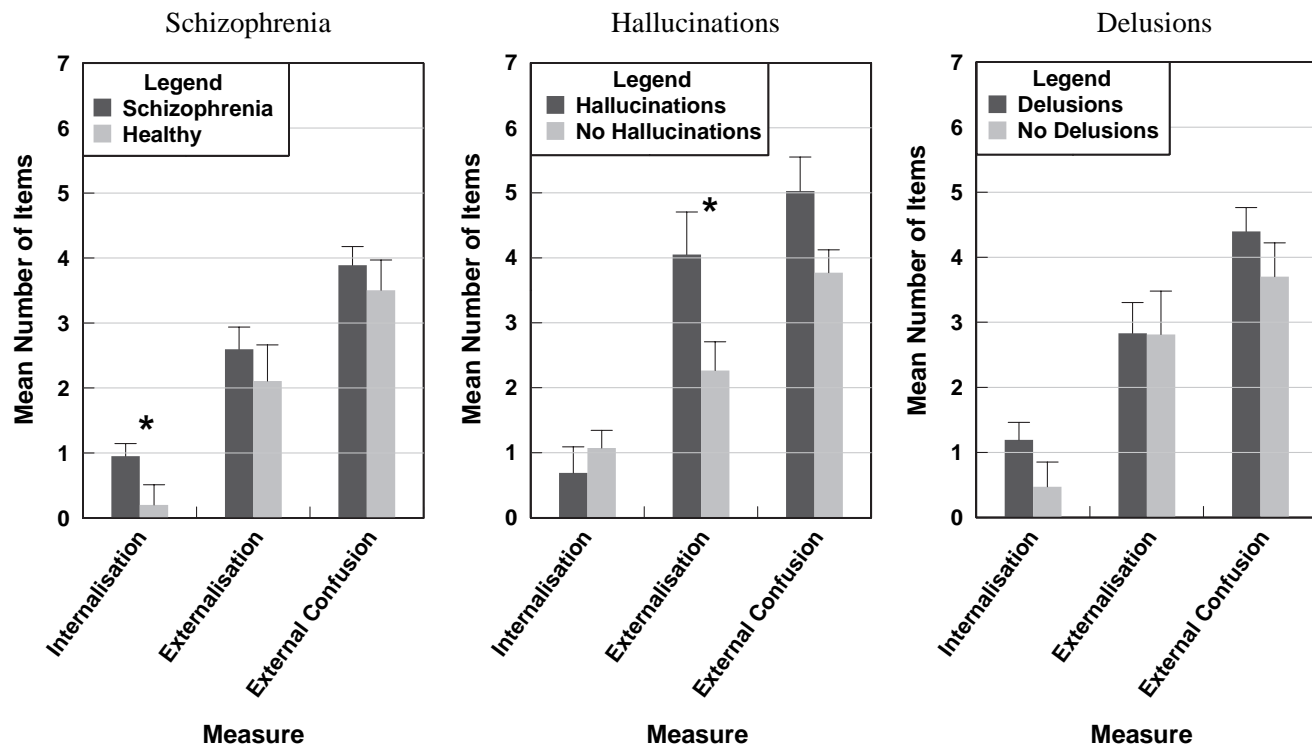 Schizophrenia
Mean Number of Items
7
6
5
4
3
2
1
0
Legend
Schizophrenia
Healthy
*
Internalisation
Externalisation
External Confusion
Measure
Hallucinations
Mean Number of Items
7
6
5
4
3
2
1
0
Legend
Hallucinations
No Hallucinations
*
Internalisation
Externalisation
External Confusion
Measure
Delusions
Mean Number of Items
7
6
5
4
3
2
1
0
Legend
Delusions
No Delusions
Internalisation
Externalisation
External Confusion
Measure